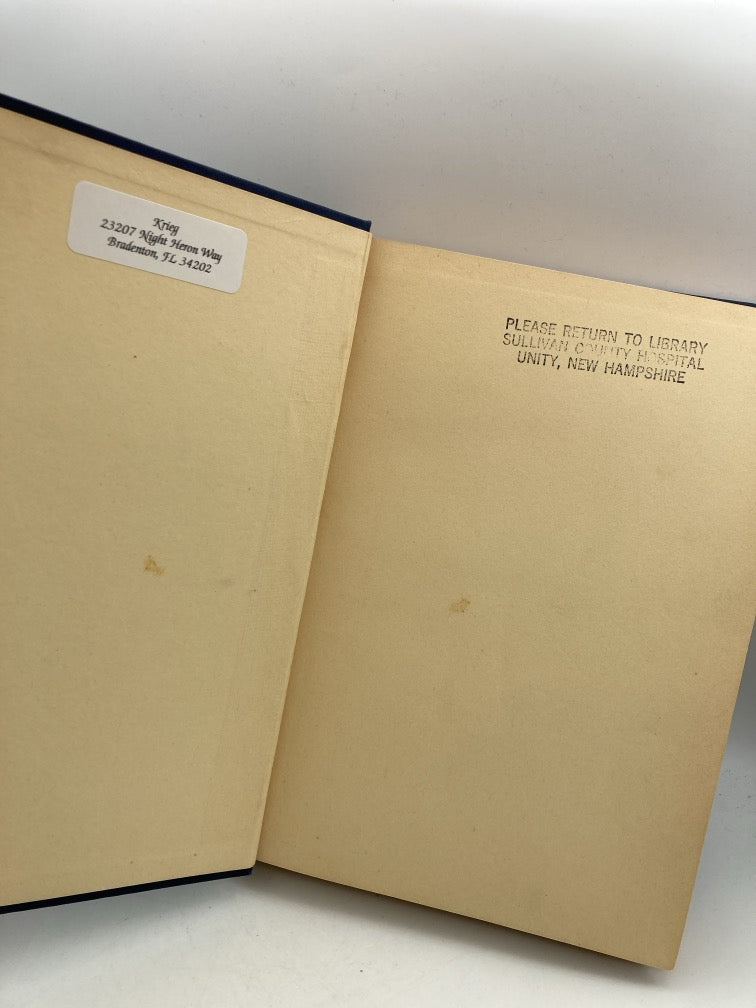 Krieg
23207 Night Heron Way
Bradenton, FL 34202
PLEASE RETURN TO LIBRARY
SULLIVAN COUNTY HOSPITAL
UNITY, NEW HAMPSHIRE